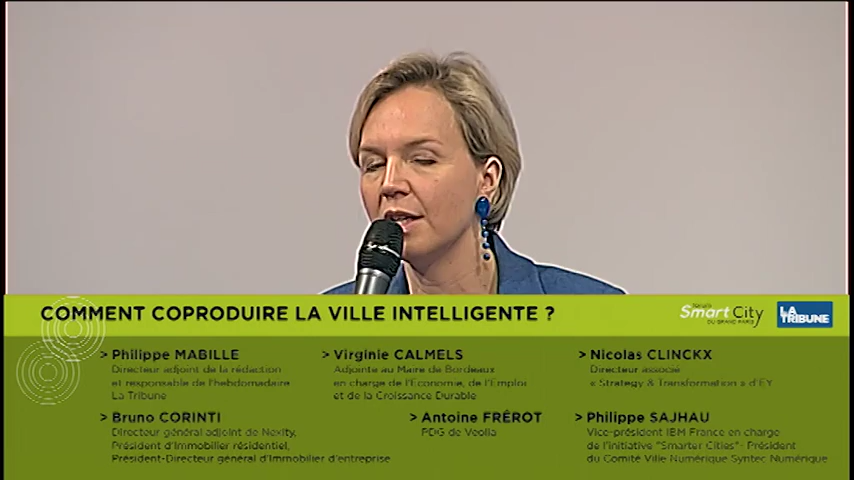 COMMENT COPRODUIRE LA VILLE INTELLIGENTE ?
Smart City
DU GRAND PARIS
LA TRIBUNE
> Philippe MABILLE
Directeur adjoint de la rédaction
et responsable de l'hebdomadaire
La Tribune
> Virginie CALMELS
Adjointe au Maire de Bordeaux
en charge de l'Economie, de l'Emploi
et de la Croissance Durable
> Nicolas CLINCKX
Directeur associé
« Strategy & Transformation » d'EY
> Bruno CORINTI
Directeur général adjoint de Nexity,
Président d'Immobilier résidentiel,
Président-Directeur général d'Immobilier d'entreprise
> Antoine FRÉROT
PDG de Veolia
> Philippe SAJHAU
Vice-président IBM France en charge
de l'initiative "Smarter Cities"- Président
du Comité Ville Numérique Syntec Numérique